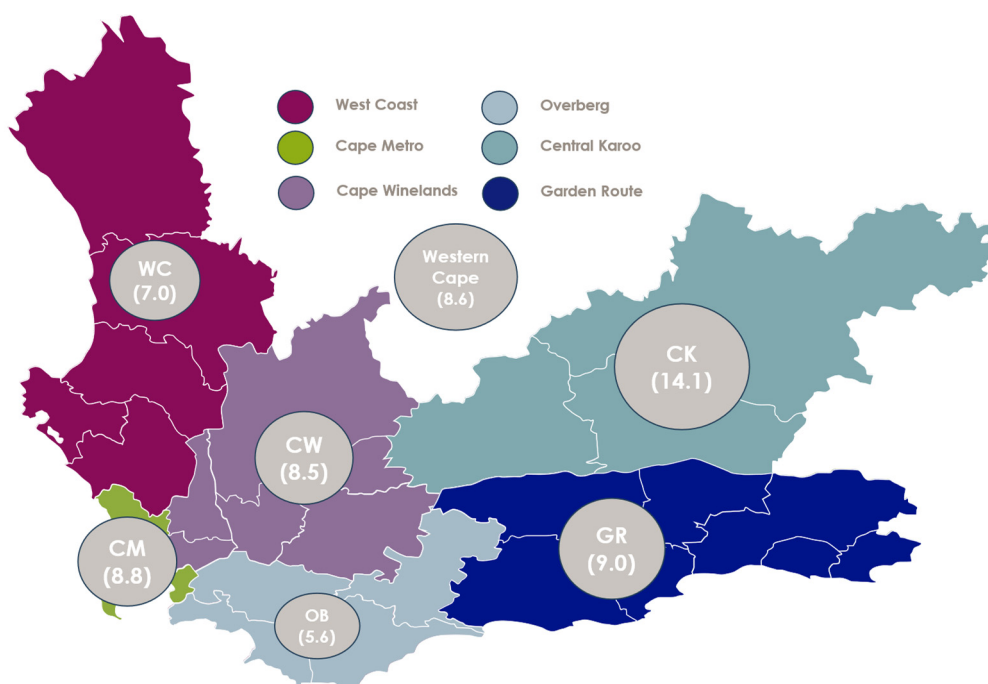 West Coast
Overberg
Cape Metro
Central Karoo
Cape Winelands
Garden Route
Western
Cape
(8.6)
WC
(7.0)
CK
(14.1)
CW
(8.5)
GR
(9.0)
CM
(8.8)
OB
(5.6)